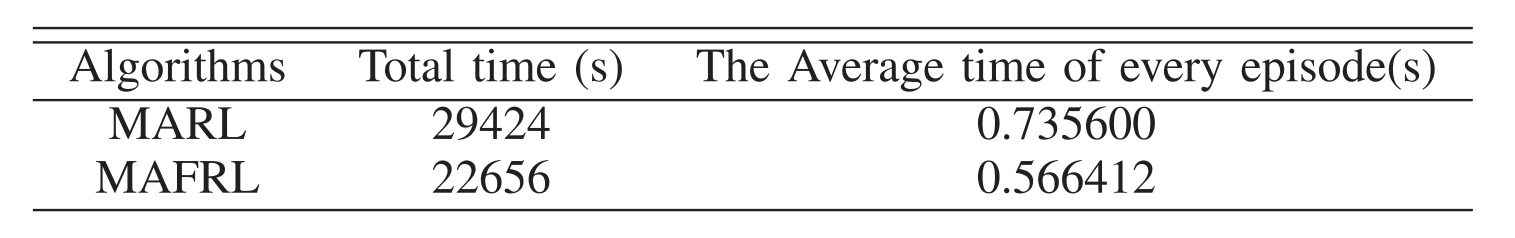 Algorithms Total time (s) The Average time of every episode(s)
MARL 29424 0.735600
MAFRL 22656 0.566412